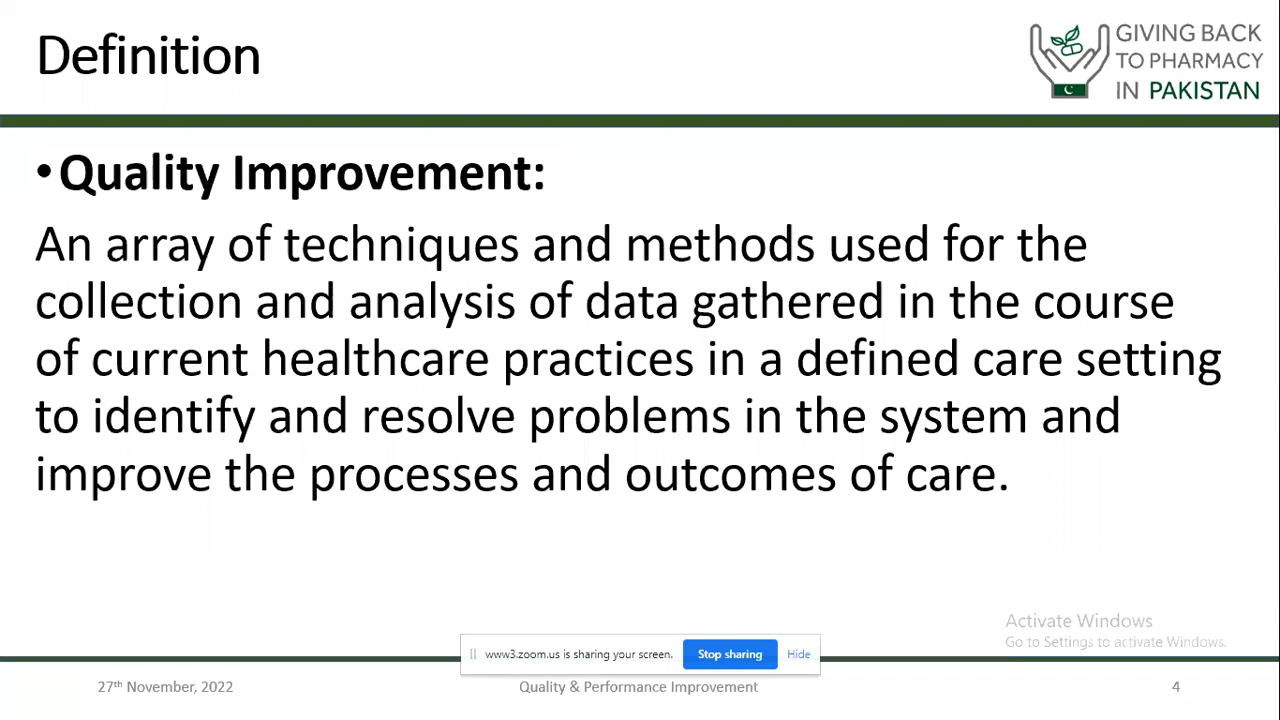 Definition
GIVING BACK
TO PHARMACY
IN PAKISTAN
•Quality Improvement:
An array of techniques and methods used for the
collection and analysis of data gathered in the course
of current healthcare practices in a defined care setting
to identify and resolve problems in the system and
improve the processes and outcomes of care.
Activate Windows
Go to Settings to activate Windows.
www3.zoom.us is sharing your screen. Stop sharing Hide
27th November, 2022 Quality & Performance Improvement 4